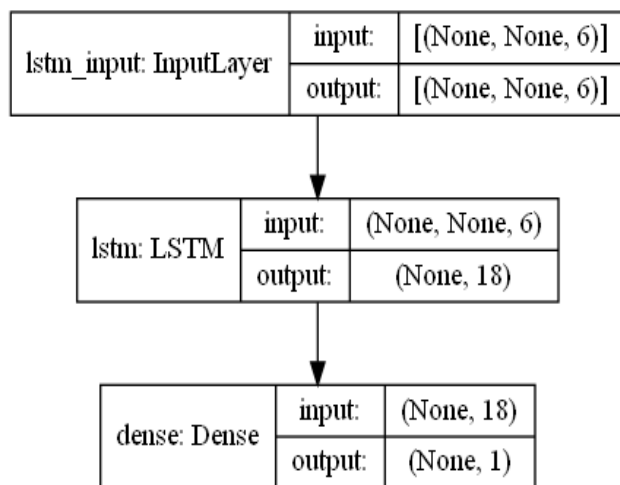 lstm_input: InputLayer
input: [(None, None, 6)]
output: [(None, None, 6)]
lstm: LSTM
input: (None, None, 6)
output: (None, 18)
dense: Dense
input: (None, 18)
output: (None, 1)